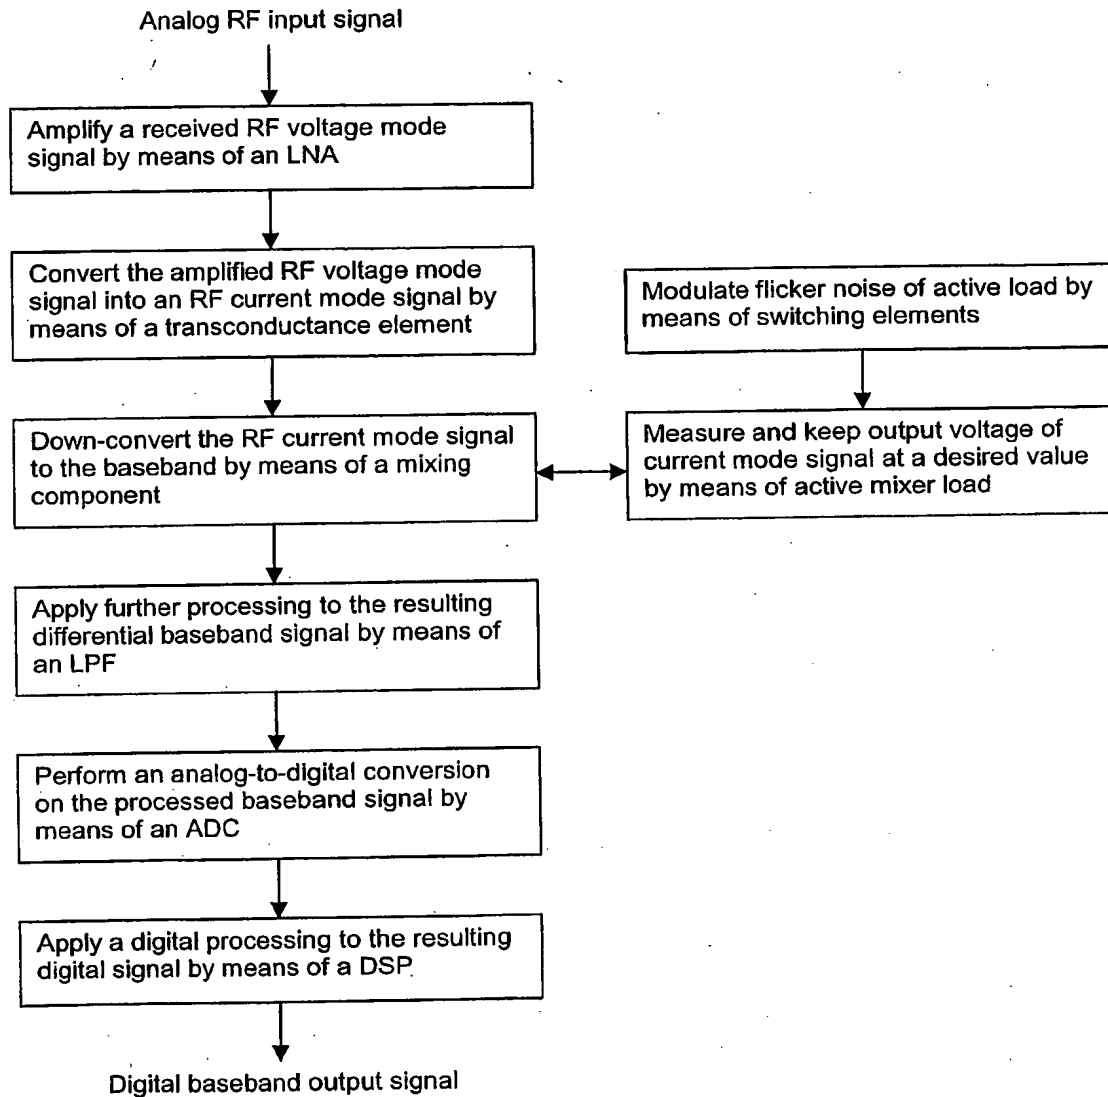 Analog RF input signal
Amplify a received RF voltage mode
signal by means of an LNA
Convert the amplified RF voltage mode
signal into an RF current mode signal by
means of a transconductance element
Modulate flicker noise of active load by
means of switching elements
Down-convert the RF current mode signal
to the baseband by means of a mixing
component
Measure and keep output voltage of
current mode signal at a desired value
by means of active mixer load
Apply further processing to the resulting
differential baseband signal by means of
an LPF
Perform an analog-to-digital conversion
on the processed baseband signal by
means of an ADC
Apply a digital processing to the resulting
digital signal by means of a DSP.
Digital baseband output signal